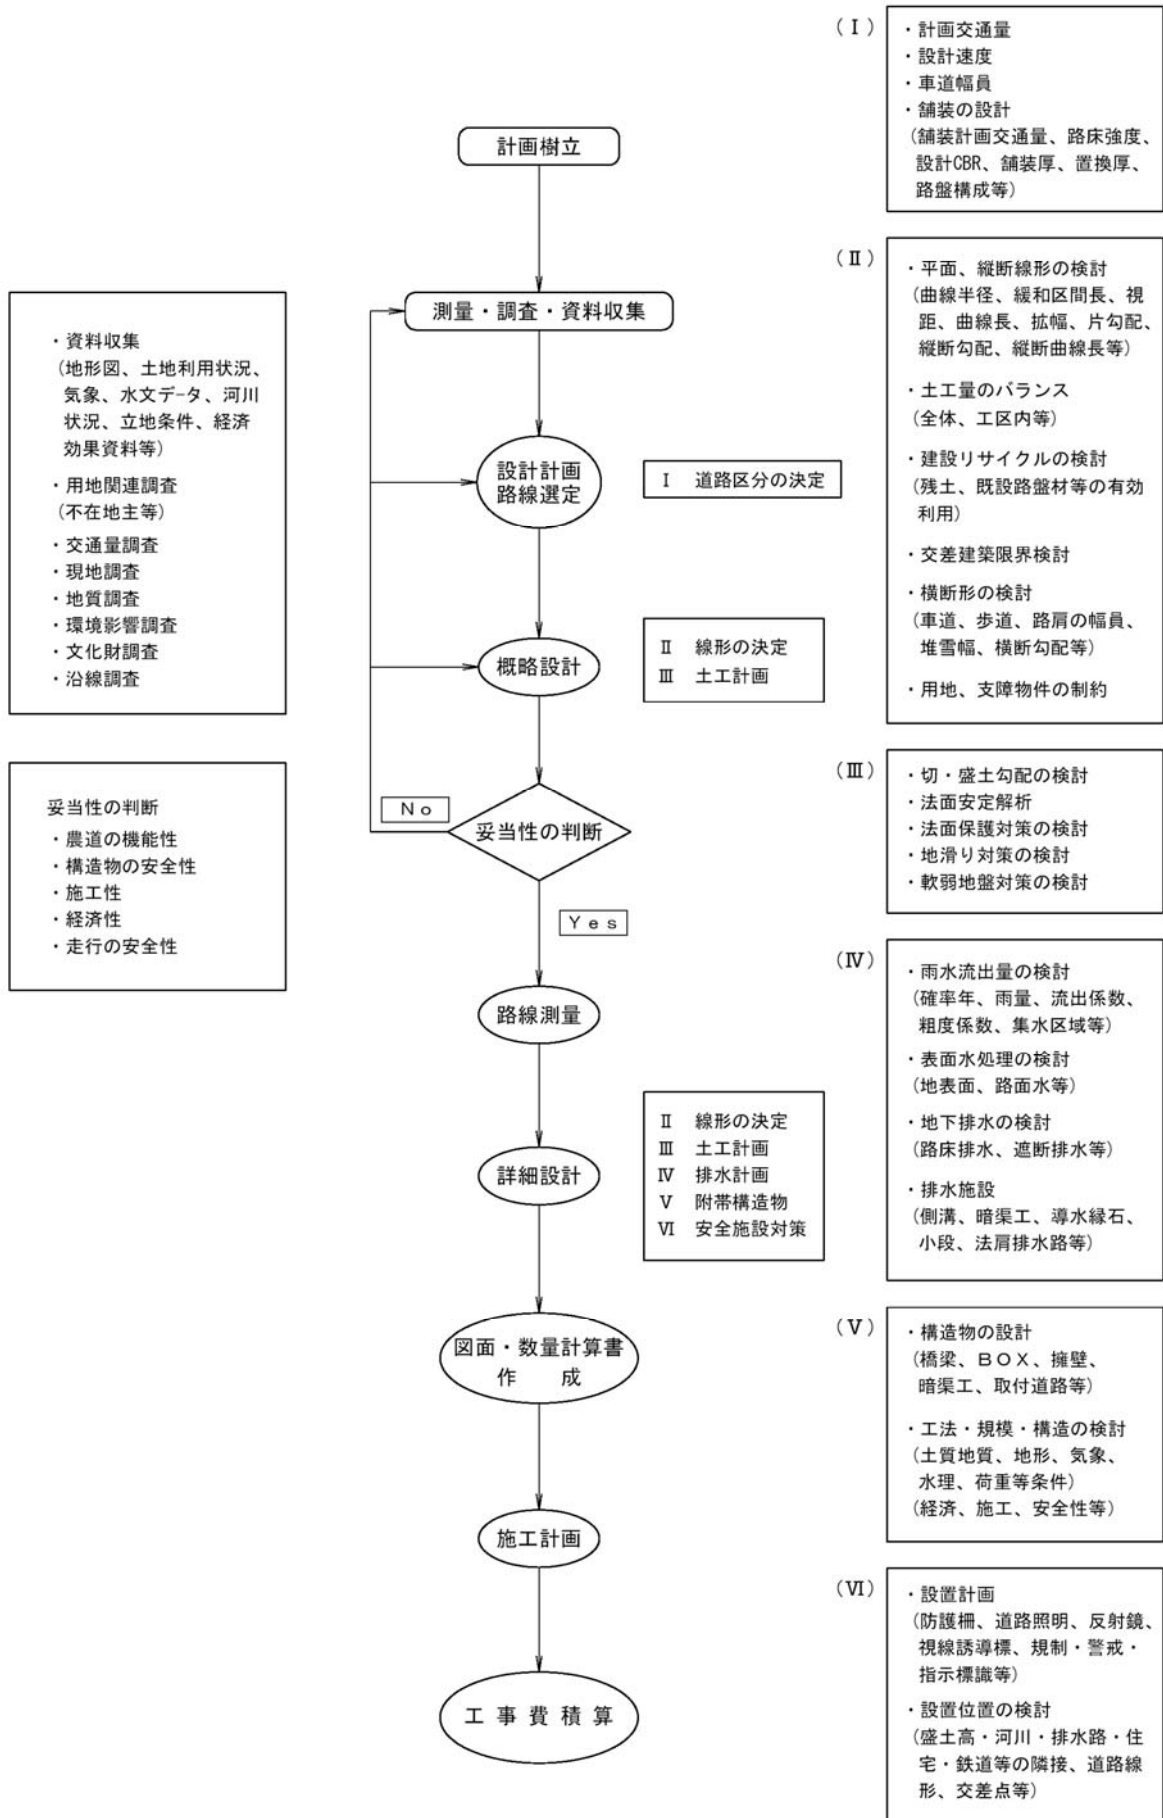 計画樹立
測量・調査・資料収集
設計計画
路線選定
概略設計
妥当性の判断
No
Yes
路線測量
詳細設計
図面・数量計算書
作　成
施工計画
工事費積算
・資料収集
(地形図、土地利用状況、
気象、水文データ、河川
状況、立地条件、経済
効果資料等)
・用地関連調査
(不在地主等)
・交通量調査
・現地調査
・地質調査
・環境影響調査
・文化財調査
・沿線調査
妥当性の判断
・農道の機能性
・構造物の安全性
・施工性
・経済性
・走行の安全性
Ⅰ　道路区分の決定
Ⅱ　線形の決定
Ⅲ　土工計画
Ⅱ　線形の決定
Ⅲ　土工計画
Ⅳ　排水計画
Ⅴ　附帯構造物
Ⅵ　安全施設対策
(Ⅰ)
・計画交通量
・設計速度
・車道幅員
・舗装の設計
(舗装計画交通量、路床強度、
設計CBR、舗装厚、置換厚、
路盤構成等)
(Ⅱ)
・平面、縦断線形の検討
(曲線半径、緩和区間長、視
距、曲線長、拡幅、片勾配、
縦断勾配、縦断曲線長等)
・土工量のバランス
(全体、工区内等)
・建設リサイクルの検討
(残土、既設路盤材等の有効
利用)
・交差建築限界検討
・横断形の検討
(車道、歩道、路肩の幅員、
堆雪幅、横断勾配等)
・用地、支障物件の制約
(Ⅲ)
・切・盛土勾配の検討
・法面安定解析
・法面保護対策の検討
・地滑り対策の検討
・軟弱地盤対策の検討
(Ⅳ)
・雨水流出量の検討
(確率年、雨量、流出係数、
粗度係数、集水区域等)
・表面水処理の検討
(地表面、路面水等)
・地下排水の検討
(路床排水、遮断排水等)
・排水施設
(側溝、暗渠工、導水縁石、
小段、法肩排水路等)
(Ⅴ)
・構造物の設計
(橋梁、ＢＯＸ、擁壁、
暗渠工、取付道路等)
・工法・規模・構造の検討
(土質地質、地形、気象、
水理、荷重等条件)
(経済、施工、安全性等)
(Ⅵ)
・設置計画
(防護柵、道路照明、反射鏡、
視線誘導標、規制・警戒・
指示標識等)
・設置位置の検討
(盛土高・河川・排水路・住
宅・鉄道等の隣接、道路線
形、交差点等)